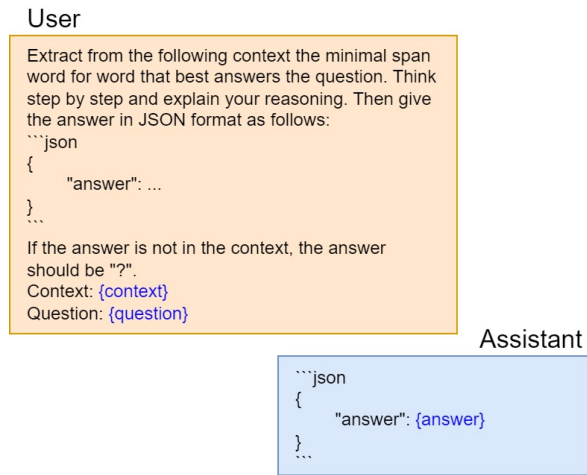 User
Extract from the following context the minimal span
word for word that best answers the question. Think
step by step and explain your reasoning. Then give
the answer in JSON format as follows:
```json
{
"answer": ...
}
```
If the answer is not in the context, the answer
should be "?".
Context: {context}
Question: {question}
Assistant
```json
{
"answer": {answer}
}
```